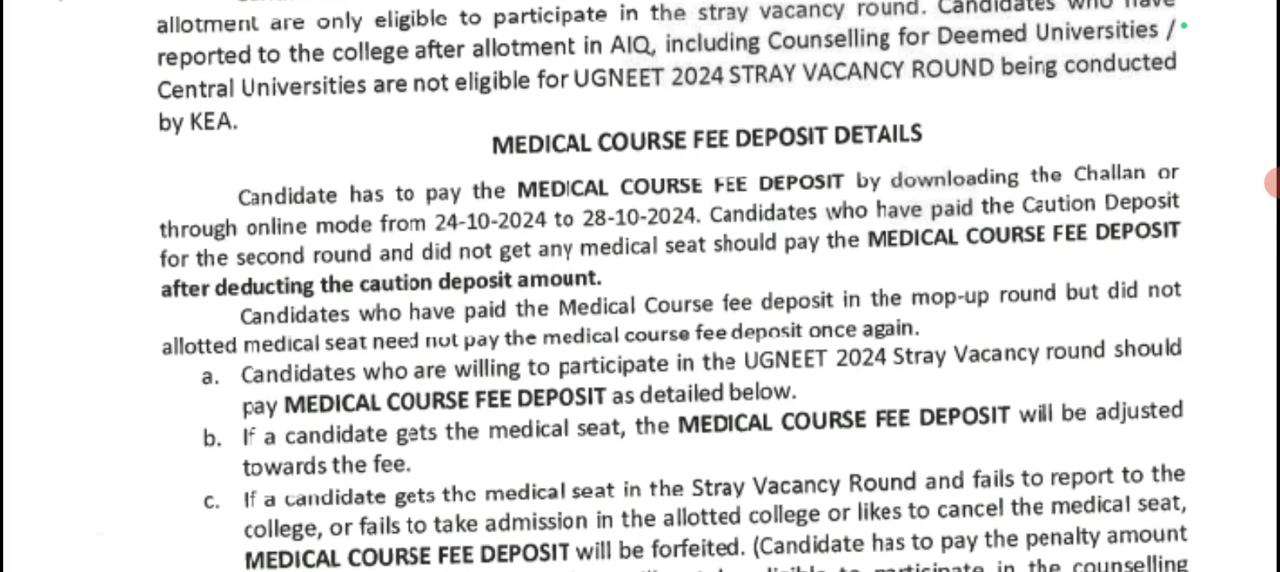 allotment are only eligible to participate in the stray vacancy round. Candidates who have
reported to the college after allotment in AIQ, including Counselling for Deemed Universities /
Central Universities are not eligible for UGNEET 2024 STRAY VACANCY ROUND being conducted
by KEA.
MEDICAL COURSE FEE DEPOSIT DETAILS
Candidate has to pay the MEDICAL COURSE FEE DEPOSIT by downloading the Challan or
through online mode from 24-10-2024 to 28-10-2024. Candidates who have paid the Caution Deposit
for the second round and did not get any medical seat should pay the MEDICAL COURSE FEE DEPOSIT
after deducting the caution deposit amount.
Candidates who have paid the Medical Course fee deposit in the mop-up round but did not
allotted medical seat need not pay the medical course fee deposit once again.
a. Candidates who are willing to participate in the UGNEET 2024 Stray Vacancy round should
pay MEDICAL COURSE FEE DEPOSIT as detailed below.
b. If a candidate gets the medical seat, the MEDICAL COURSE FEE DEPOSIT will be adjusted
towards the fee.
c. If a candidate gets the medical seat in the Stray Vacancy Round and fails to report to the
college, or fails to take admission in the allotted college or likes to cancel the medical seat,
MEDICAL COURSE FEE DEPOSIT will be forfeited. (Candidate has to pay the penalty amount
eligible to participate in the counselling